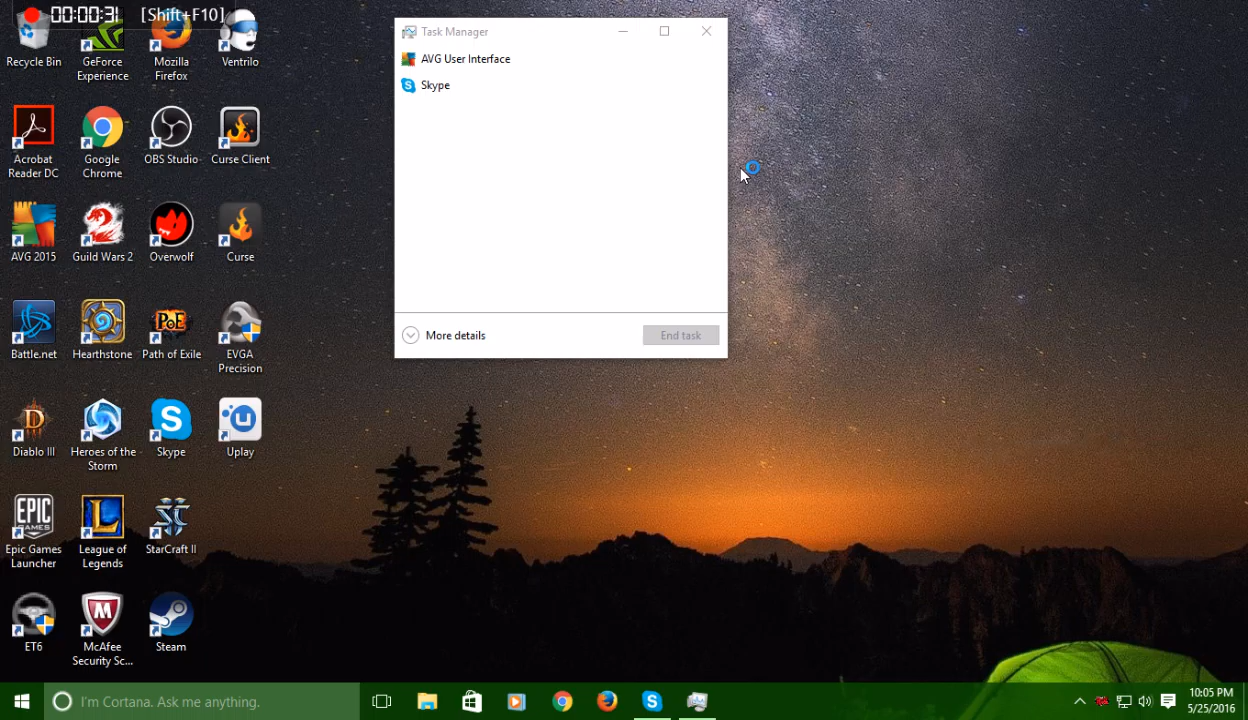 00:00:31 [Shift+F10]
Recycle Bin
GeForce
Experience
Mozilla
Firefox
Ventrilo
Acrobat
Reader DC
Google
Chrome
OBS Studio
Curse Client
AVG 2015
Guild Wars 2
Overwolf
Curse
Battle.net
Hearthstone
PoE
Path of Exile
EVGA
Precision
Diablo III
Heroes of the
Storm
Skype
Uplay
EPIC
GAMES
Epic Games
Launcher
League of
Legends
StarCraft II
ET6
McAfee
Security Sc...
Steam
Task Manager
AVG User Interface
Skype
More details
End task
I'm Cortana. Ask me anything.
10:05 PM
5/25/2016